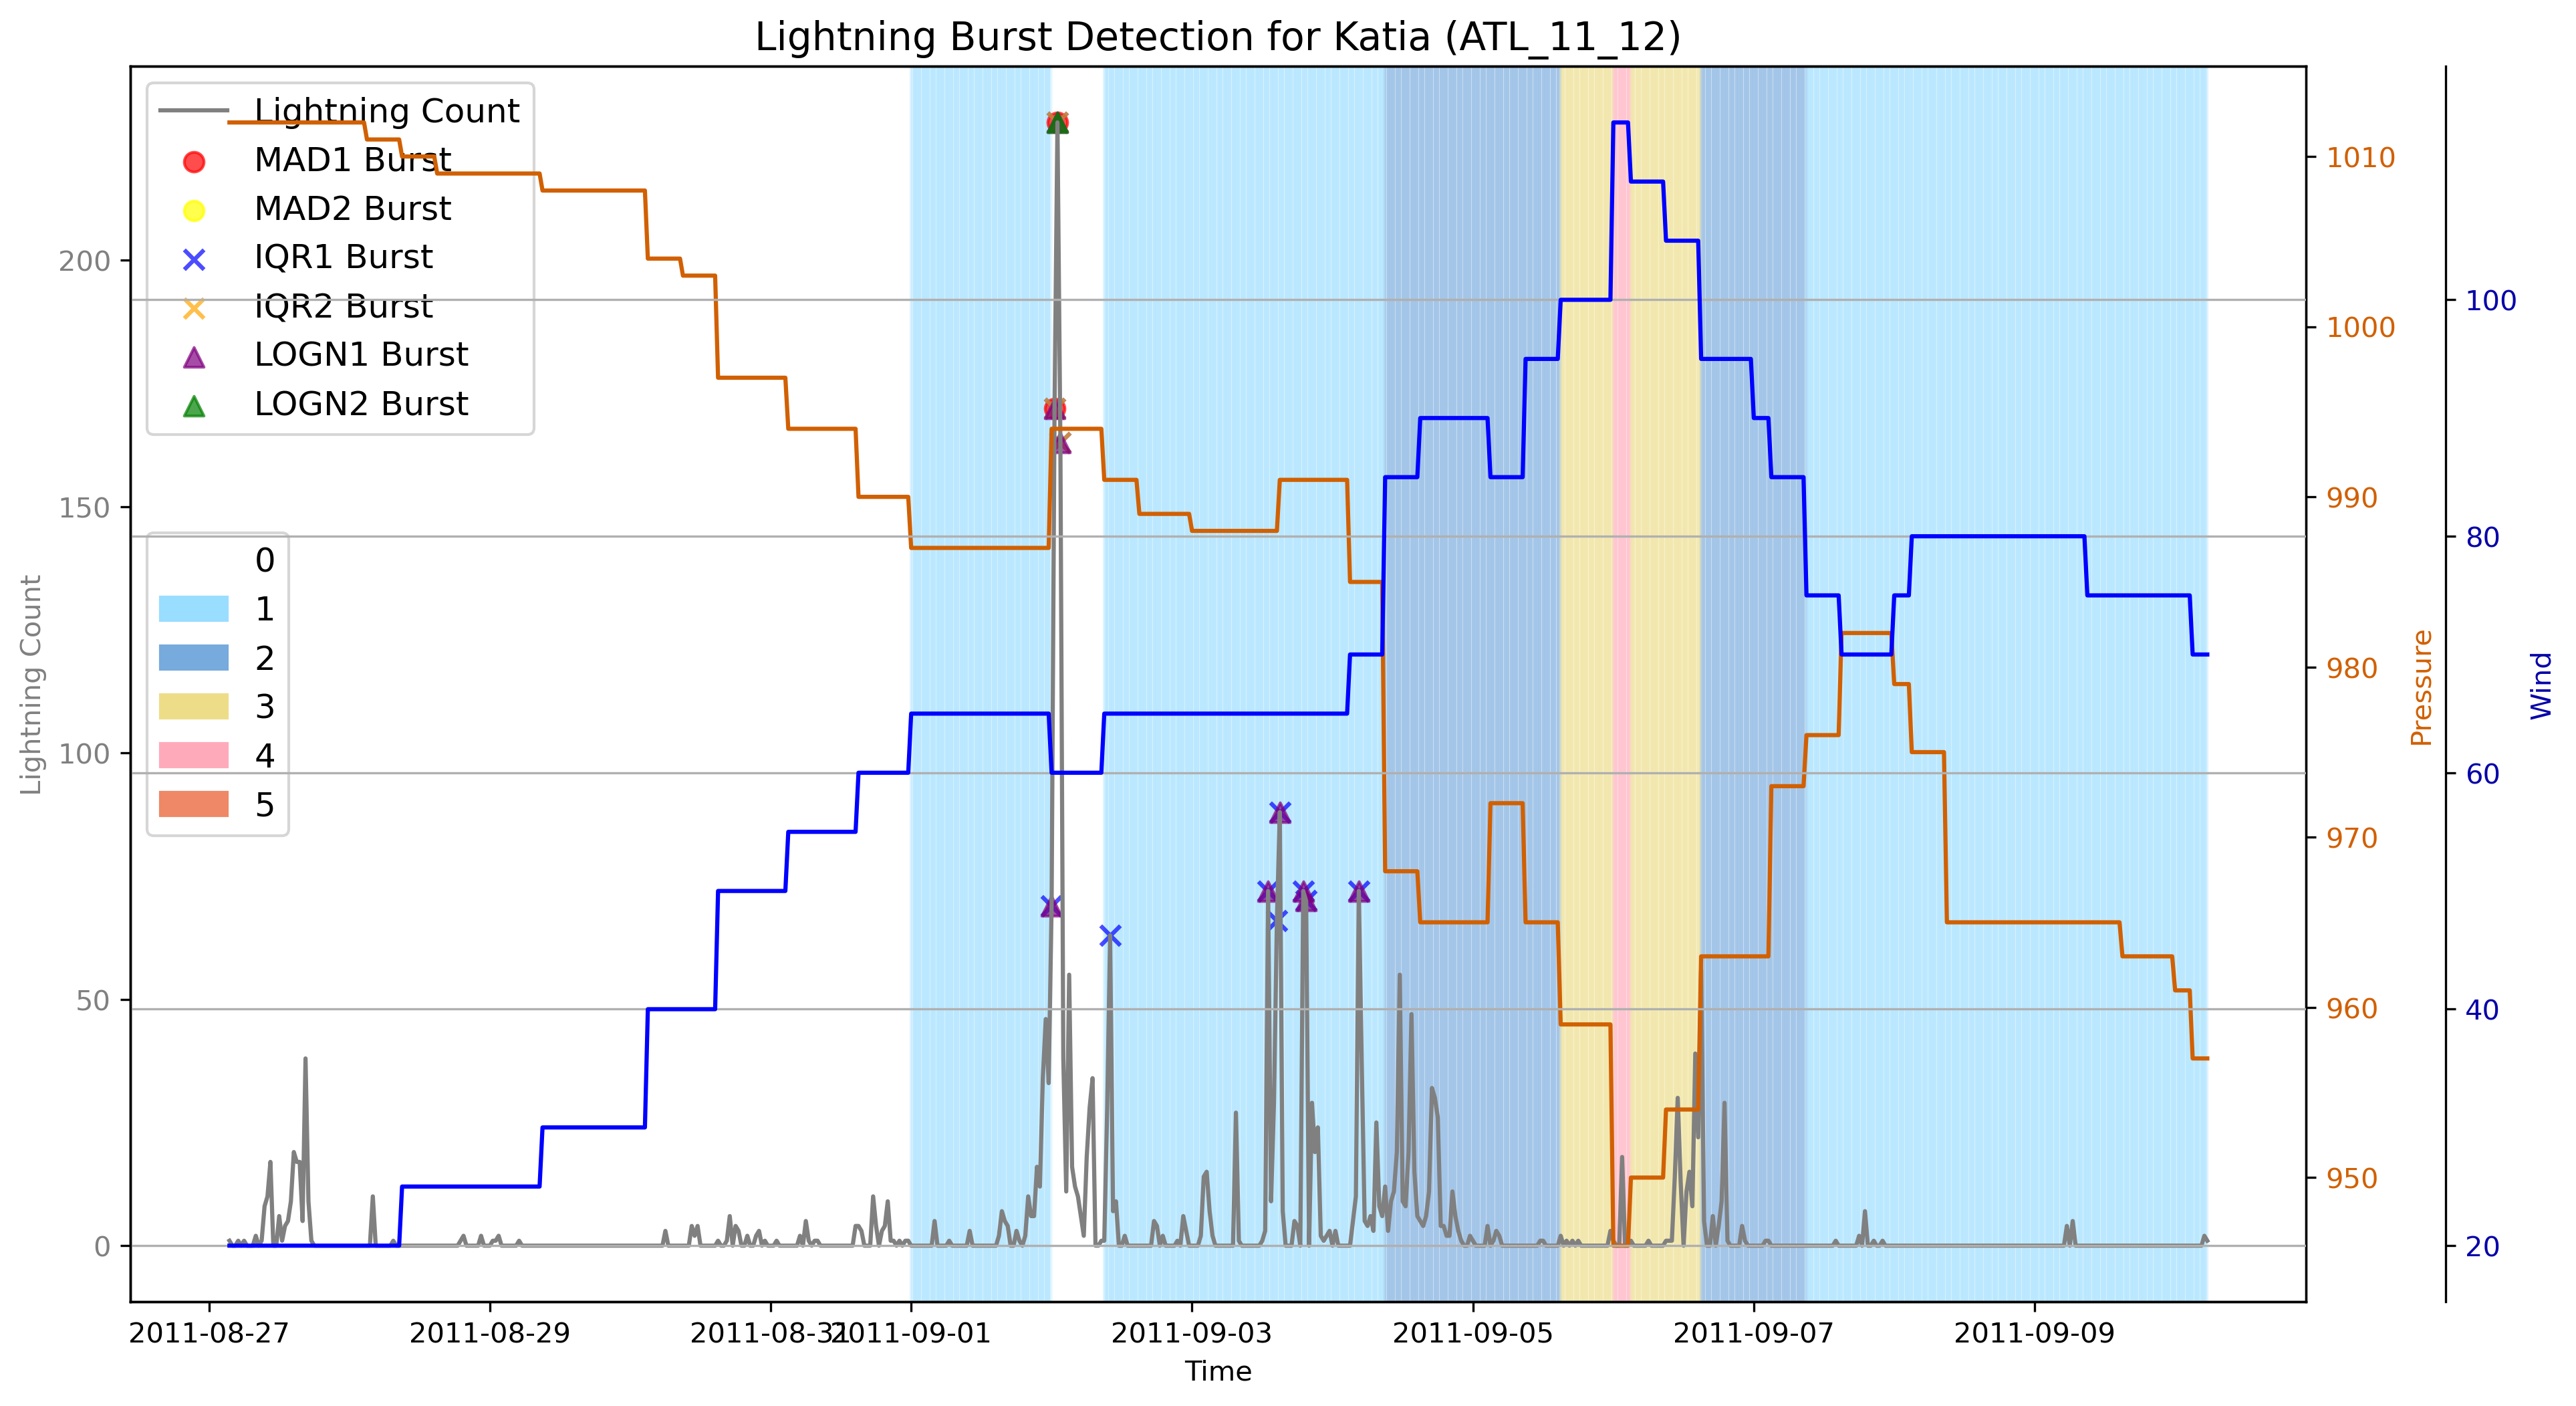 Lightning Burst Detection for Katia (ATL_11_12)
Lightning Count
MAD1 Burst
MAD2 Burst
IQR1 Burst
IQR2 Burst
LOGN1 Burst
LOGN2 Burst
0
1
2
3
4
5
Lightning Count
200
150
100
50
0
1010
1000
990
980
970
960
950
Pressure
100
80
60
40
20
Wind
2011-08-27
2011-08-29
2011-08-31
2011-09-01
2011-09-03
2011-09-05
2011-09-07
2011-09-09
Time